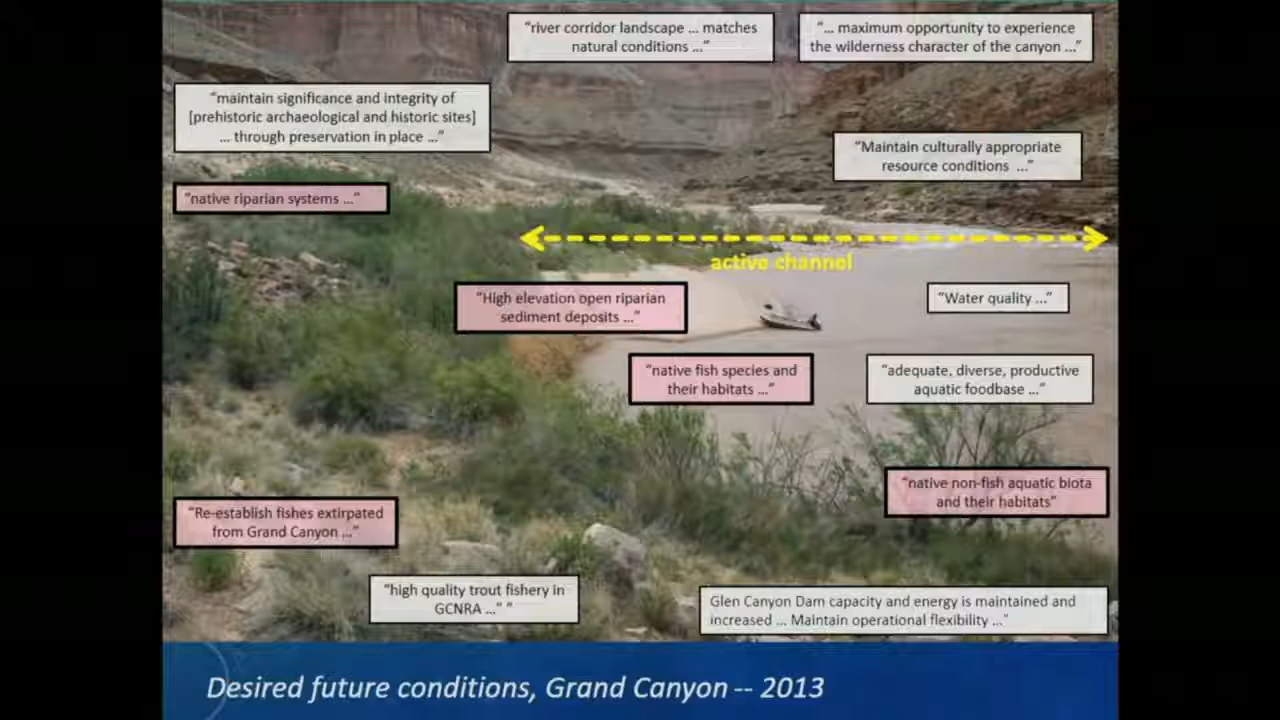 “river corridor landscape ... matches
natural conditions ...”
“... maximum opportunity to experience
the wilderness character of the canyon ...”
“maintain significance and integrity of
[prehistoric archaeological and historic sites]
... through preservation in place ...”
“Maintain culturally appropriate
resource conditions ...”
“native riparian systems ...”
active channel
“High elevation open riparian
sediment deposits ...”
“Water quality ...”
“native fish species and
their habitats ...”
“adequate, diverse, productive
aquatic foodbase ...”
“native non-fish aquatic biota
and their habitats”
“Re-establish fishes extirpated
from Grand Canyon ...”
“high quality trout fishery in
GCNRA ...” ”
Glen Canyon Dam capacity and energy is maintained and
increased ... Maintain operational flexibility ...”
Desired future conditions, Grand Canyon -- 2013